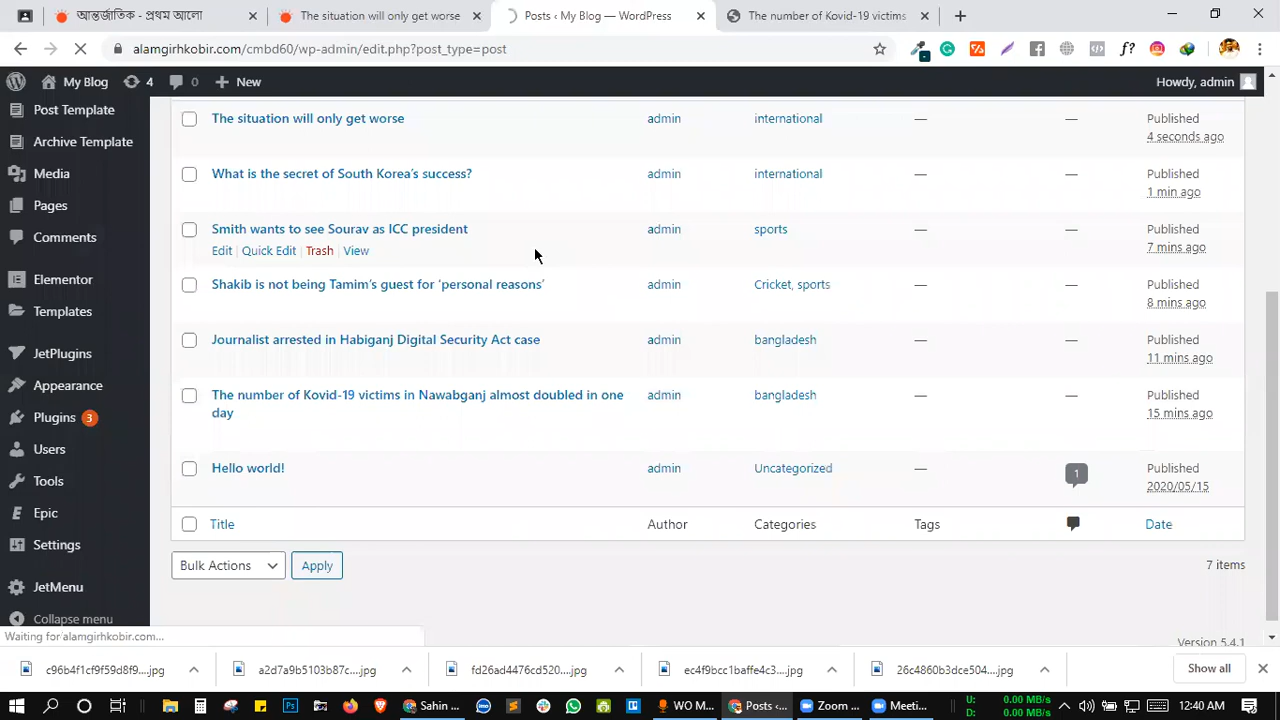 আন্তর্জাতিক - প্রথম আলো
The situation will only get worse
Posts ‹ My Blog — WordPress
The number of Kovid-19 victims
alamgirhkobir.com/cmbd60/wp-admin/edit.php?post_type=post
My Blog
4
0
New
Howdy, admin
Post Template
Archive Template
Media
Pages
Comments
Elementor
Templates
JetPlugins
Appearance
Plugins 3
Users
Tools
Epic
Settings
JetMenu
Collapse menu
The situation will only get worse admin international — — Published
4 seconds ago
What is the secret of South Korea's success? admin international — — Published
1 min ago
Smith wants to see Sourav as ICC president admin sports — — Published
Edit | Quick Edit | Trash | View 7 mins ago
Shakib is not being Tamim's guest for 'personal reasons' admin Cricket, sports — — Published
8 mins ago
Journalist arrested in Habiganj Digital Security Act case admin bangladesh — — Published
11 mins ago
The number of Kovid-19 victims in Nawabganj almost doubled in one admin bangladesh — — Published
day 15 mins ago
Hello world! admin Uncategorized — 1 Published
2020/05/15
Title Author Categories Tags Date
Bulk Actions Apply 7 items
Waiting for alamgirhkobir.com...
Version 5.4.1
c96b4f1cf9f59d8f9....jpg
a2d7a9b5103b87c....jpg
fd26ad4476cd520....jpg
ec4f9bcc1baffe4c3....jpg
26c4860b3dce504....jpg
Show all
Sahin ...
WO M...
Posts ‹...
Zoom ...
Meeti...
U: 0.00 MB/s
D: 0.00 MB/s
12:40 AM